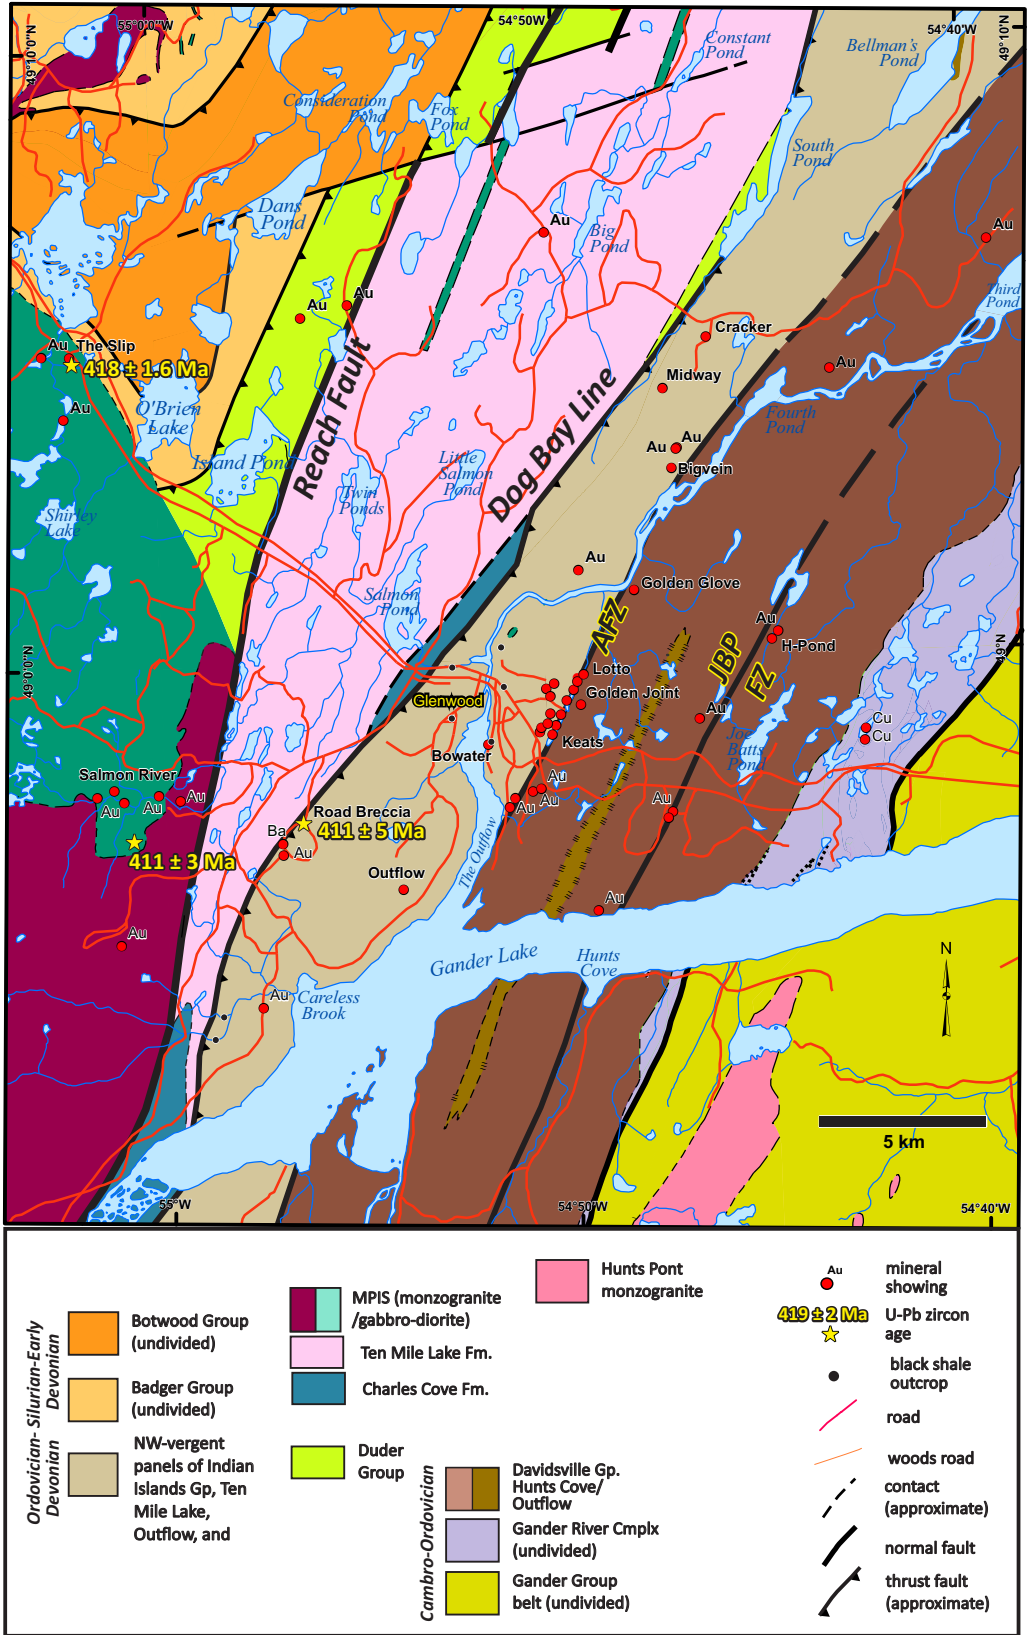 55°0'0"W
54°50W
54°40'W
49°10'0"N
49°10'N
Constant
Pond
Bellman's
Pond
Consideration
Pond
Fox
Pond
South
Pond
Dans
Pond
Au
Big
Pond
Au
Third
Pond
Au
Au
Cracker
Au
The Slip
418 ± 1.6 Ma
Reach Fault
Midway
Au
Au
O'Brien
Lake
Dog Bay Line
Fourth
Pond
Au
Au
Bigvein
Island Pond
Little
Salmon
Pond
Twin
Ponds
Shirley
Lake
Au
Golden Glove
Salmon
Pond
AFZ
Au
H-Pond
JBP
FZ
49°0'0"N
49°N
Lotto
Golden Joint
Glenwood
Au
Cu
Cu
Keats
Joe
Batts
Pond
Bowater
Salmon River
Au
Au
Au
Au
Au
Au
Au
Road Breccia
411 ± 5 Ma
Ba
Au
411 ± 3 Ma
Outflow
The Outflow
Au
Au
Gander Lake
Hunts
Cove
N
Au
Careless
Brook
5 km
55°W
54°50'W
54°40'W
Ordovician- Silurian-Early
Devonian Devonian
Botwood Group
(undivided)
Badger Group
(undivided)
NW-vergent
panels of Indian
Islands Gp, Ten
Mile Lake,
Outflow, and
MPIS (monzogranite
/gabbro-diorite)
Ten Mile Lake Fm.
Charles Cove Fm.
Duder
Group
Hunts Pont
monzogranite
Cambro-Ordovician
Davidsville Gp.
Hunts Cove/
Outflow
Gander River Cmplx
(undivided)
Gander Group
belt (undivided)
Au
mineral
showing
419 ± 2 Ma
U-Pb zircon
age
black shale
outcrop
road
woods road
contact
(approximate)
normal fault
thrust fault
(approximate)